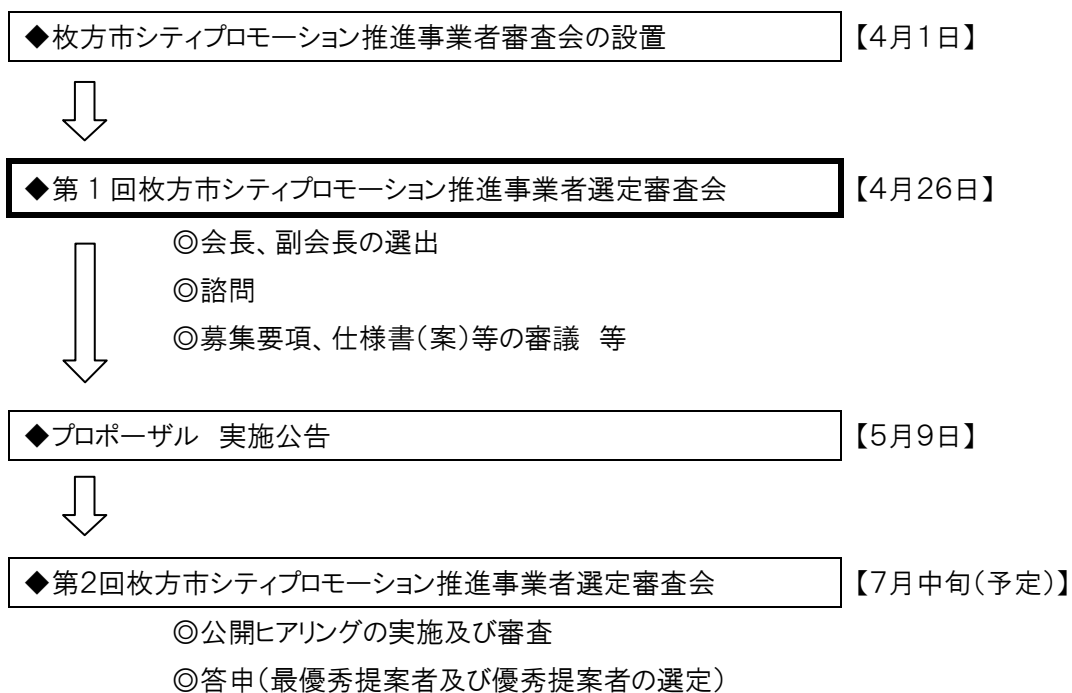 ◆枚方市シティプロモーション推進事業者審査会の設置 【4月1日】
◆第1回枚方市シティプロモーション推進事業者選定審査会 【4月26日】
◎会長、副会長の選出
◎諮問
◎募集要項、仕様書(案)等の審議 等
◆プロポーザル 実施公告 【5月9日】
◆第2回枚方市シティプロモーション推進事業者選定審査会 【7月中旬(予定)】
◎公開ヒアリングの実施及び審査
◎答申(最優秀提案者及び優秀提案者の選定)